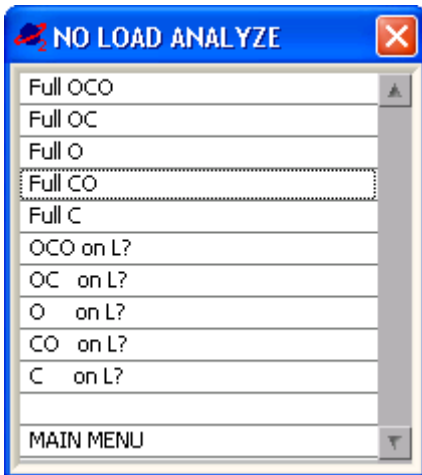 NO LOAD ANALYZE
Full OCO
Full OC
Full O
Full CO
Full C
OCO on L?
OC on L?
O on L?
CO on L?
C on L?
MAIN MENU